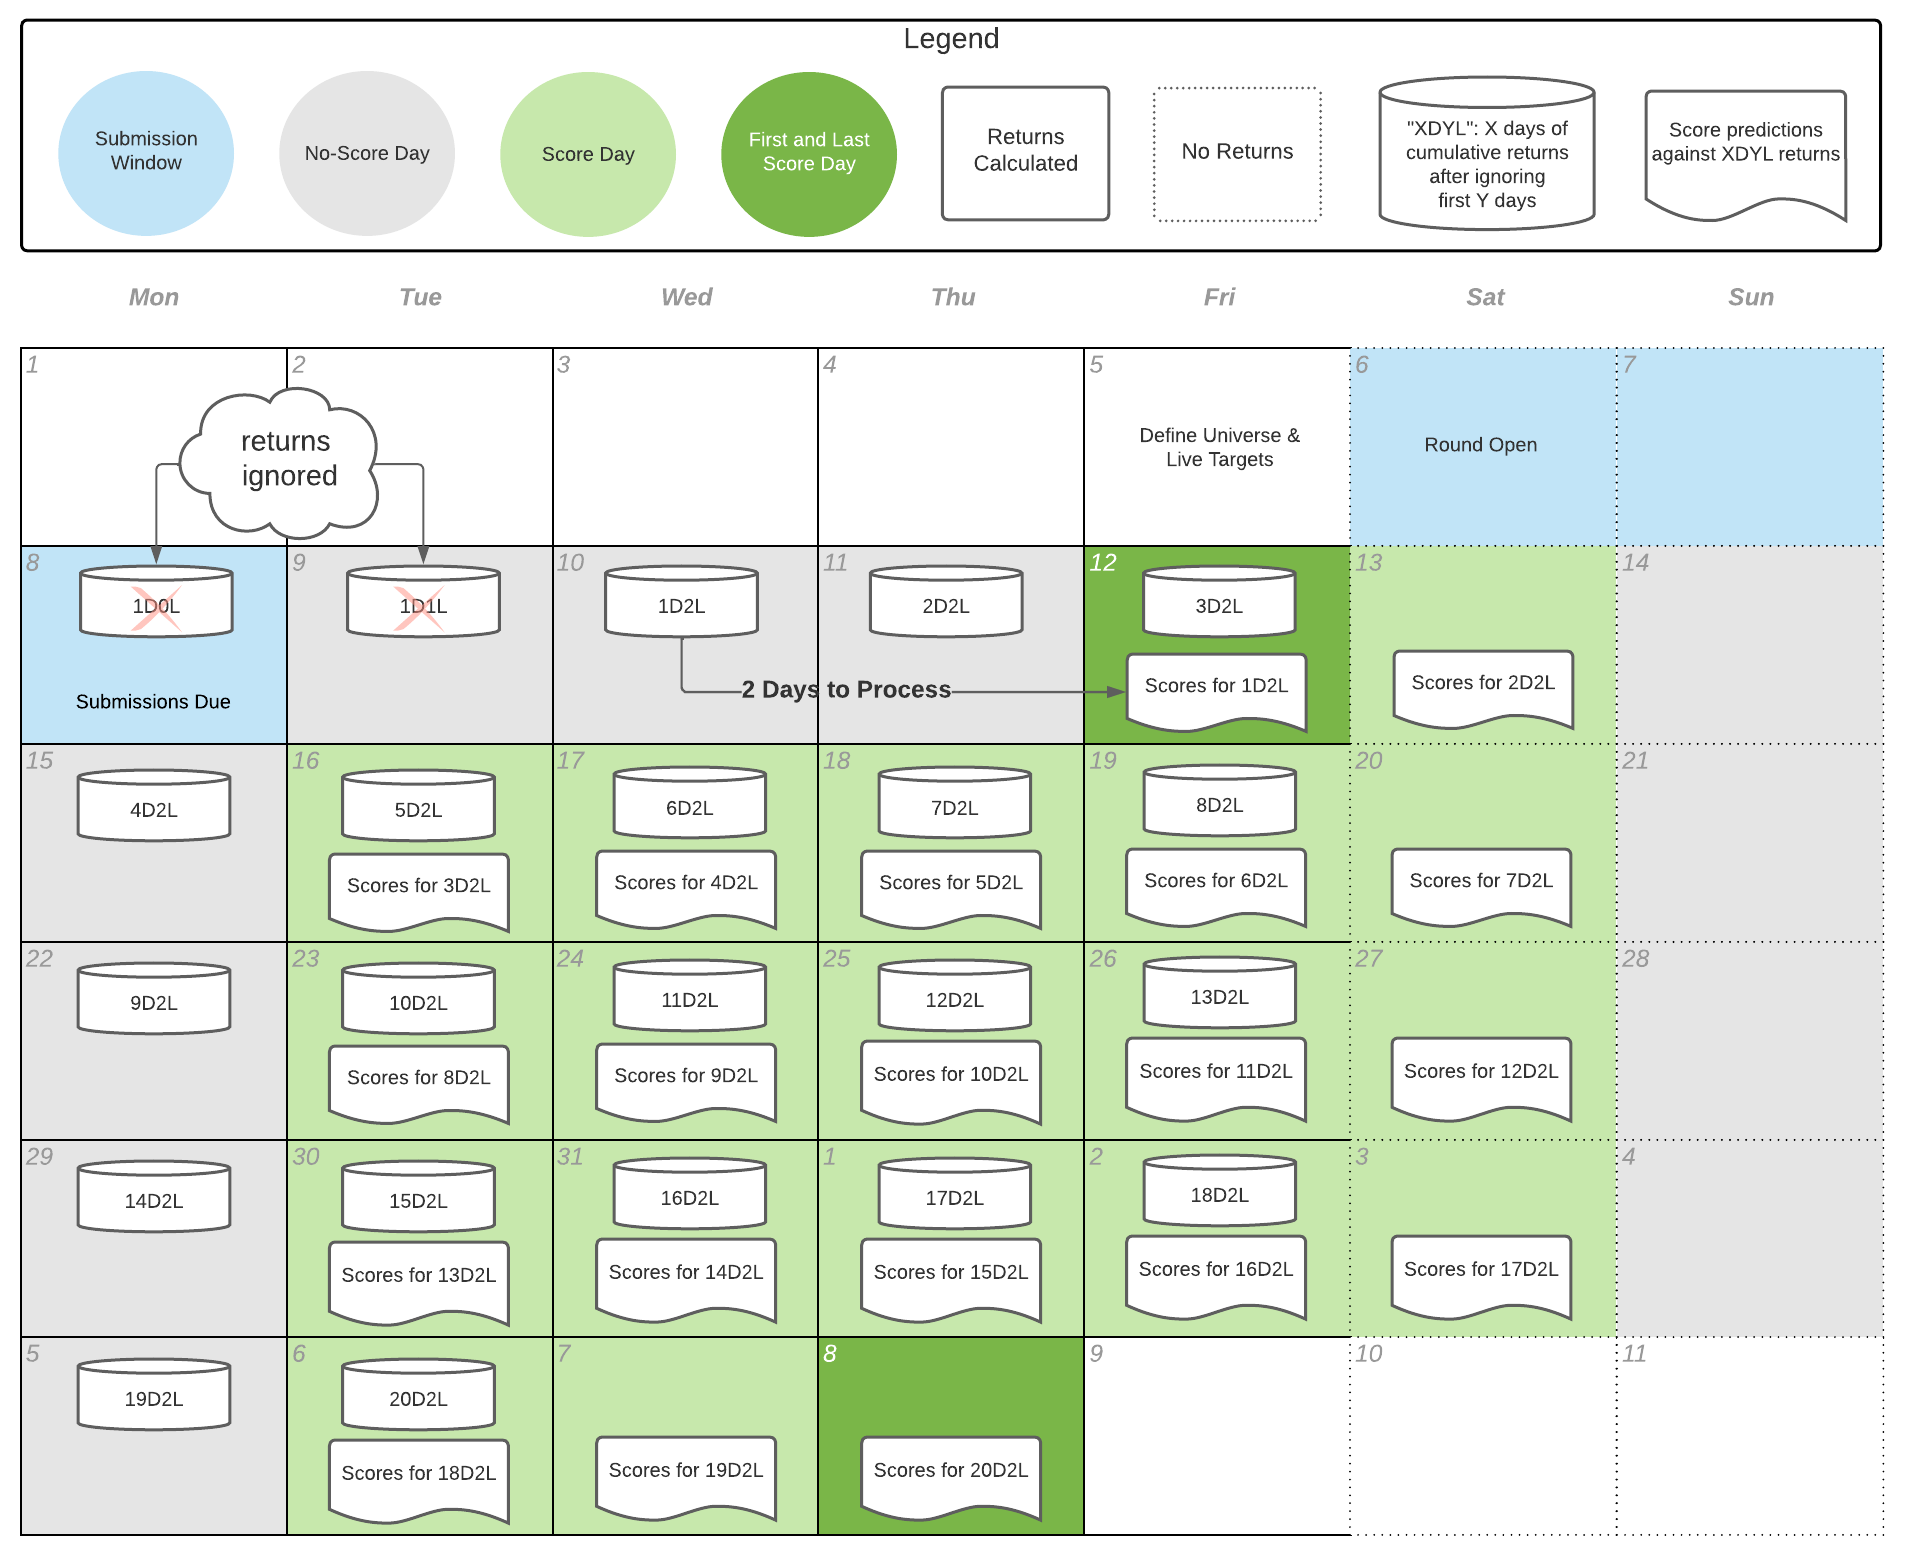 Legend
Submission
Window
No-Score Day
Score Day
First and Last
Score Day
Returns
Calculated
No Returns
"XDYL": X days of
cumulative returns
after ignoring
first Y days
Score predictions
against XDYL returns
Mon
Tue
Wed
Thu
Fri
Sat
Sun
1
2
returns
ignored
3
4
5
Define Universe &
Live Targets
6
Round Open
7
8
1D0L
Submissions Due
9
1D1L
10
1D2L
2 Days to Process
11
2D2L
12
3D2L
Scores for 1D2L
13
Scores for 2D2L
14
15
4D2L
16
5D2L
Scores for 3D2L
17
6D2L
Scores for 4D2L
18
7D2L
Scores for 5D2L
19
8D2L
Scores for 6D2L
20
Scores for 7D2L
21
22
9D2L
23
10D2L
Scores for 8D2L
24
11D2L
Scores for 9D2L
25
12D2L
Scores for 10D2L
26
13D2L
Scores for 11D2L
27
Scores for 12D2L
28
29
14D2L
30
15D2L
Scores for 13D2L
31
16D2L
Scores for 14D2L
1
17D2L
Scores for 15D2L
2
18D2L
Scores for 16D2L
3
Scores for 17D2L
4
5
19D2L
6
20D2L
Scores for 18D2L
7
Scores for 19D2L
8
Scores for 20D2L
9
10
11